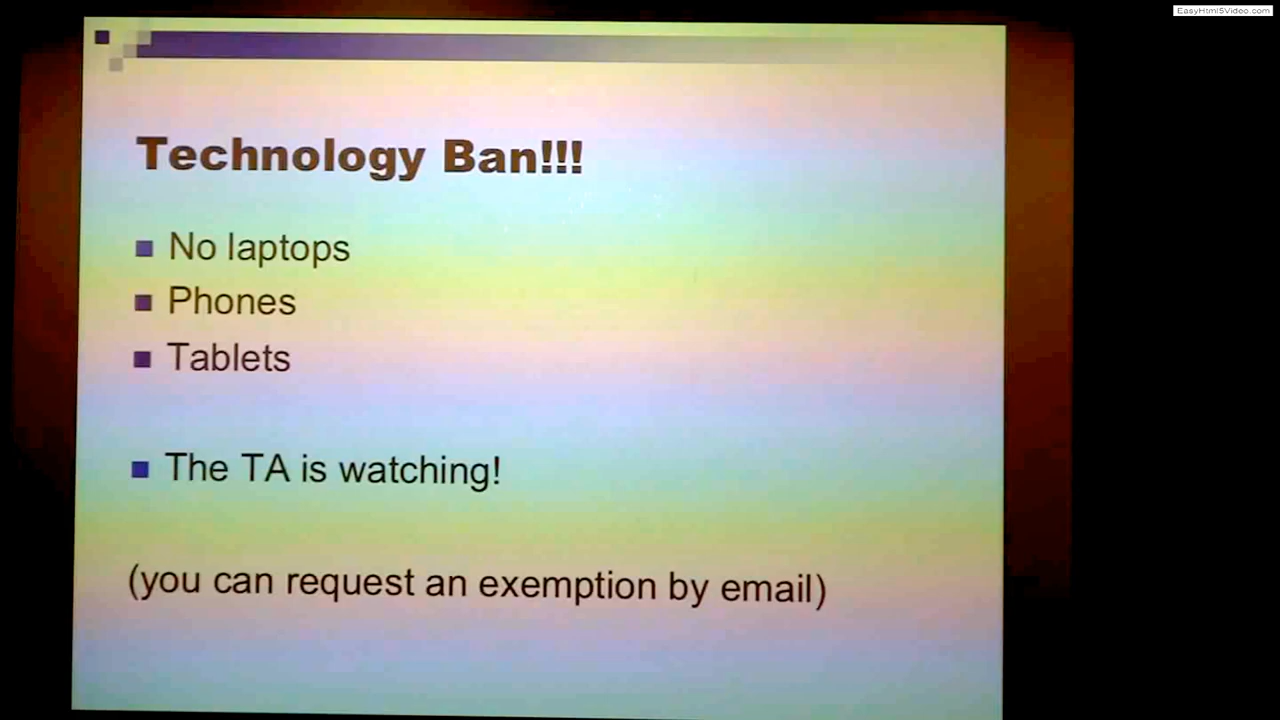 EasyHtml5Video.com
Technology Ban!!!
No laptops
Phones
Tablets
The TA is watching!
(you can request an exemption by email)